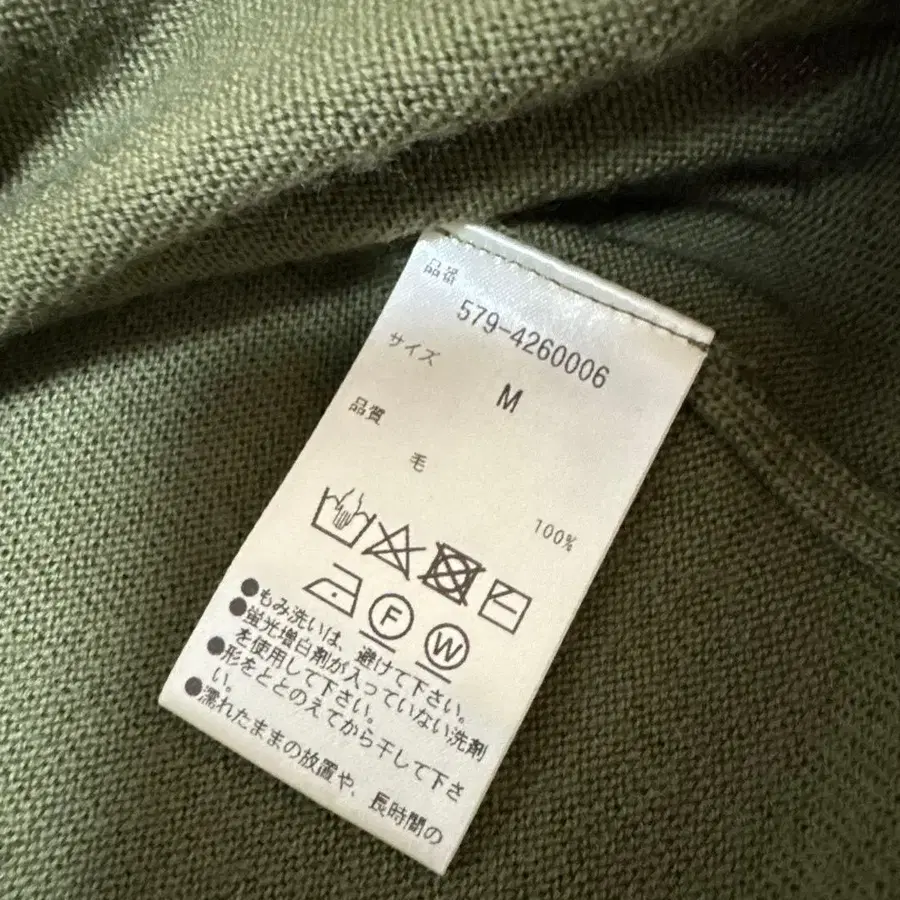 品番
579-4260006
サイズ
M
品質
毛
100%
F
W
●もみ洗いは、避けて下さい。
●蛍光増白剤が入っていない洗剤
を使用して下さい。
●形をととのえてから干して下さ
い。
●濡れたままの放置や、長時間の